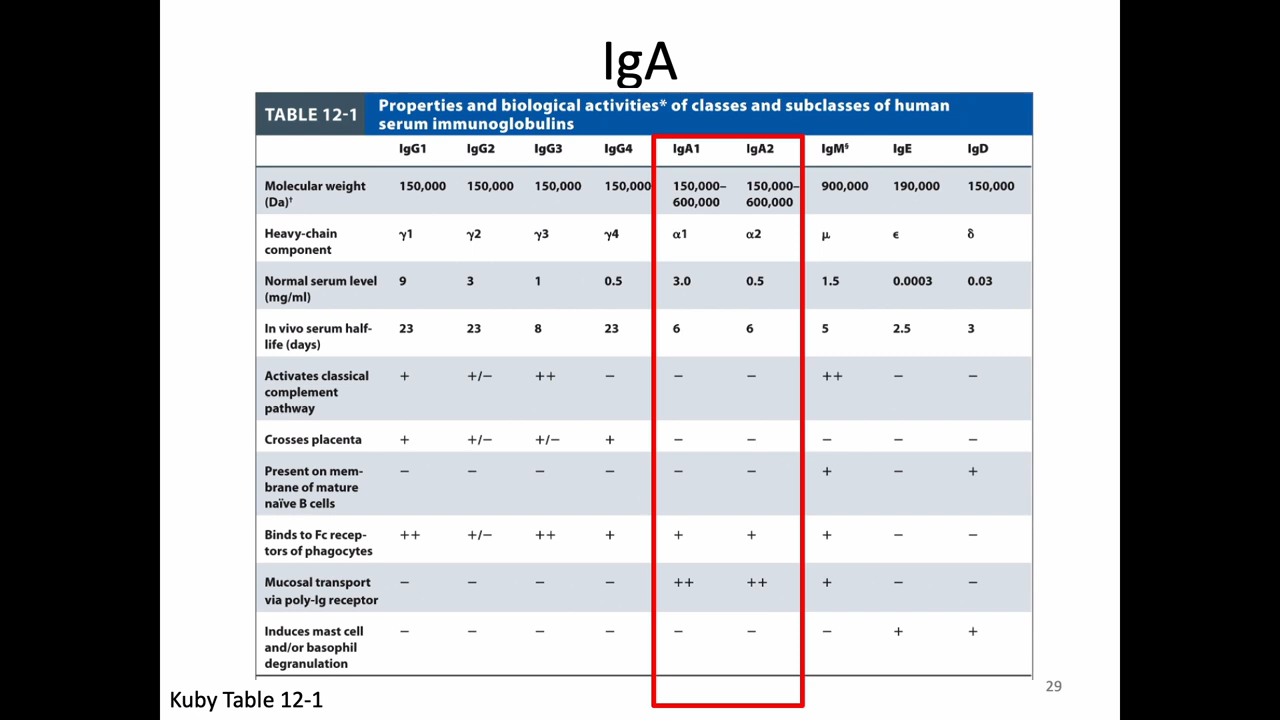 IgA
TABLE 12-1
Properties and biological activities* of classes and subclasses of human
serum immunoglobulins
IgG1 IgG2 IgG3 IgG4 IgA1 IgA2 IgM§ IgE IgD
Molecular weight (Da)† 150,000 150,000 150,000 150,000 150,000–600,000 150,000–600,000 900,000 190,000 150,000
Heavy-chain component γ1 γ2 γ3 γ4 α1 α2 μ ϵ δ
Normal serum level (mg/ml) 9 3 1 0.5 3.0 0.5 1.5 0.0003 0.03
In vivo serum half-life (days) 23 23 8 23 6 6 5 2.5 3
Activates classical complement pathway + +/− ++ − − − ++ − −
Crosses placenta + +/− +/− + − − − − −
Present on mem-brane of mature naïve B cells − − − − − − + − +
Binds to Fc recep-tors of phagocytes ++ +/− ++ + + + + − −
Mucosal transport via poly-Ig receptor − − − − ++ ++ + − −
Induces mast cell and/or basophil degranulation − − − − − − − + +
Kuby Table 12-1
29